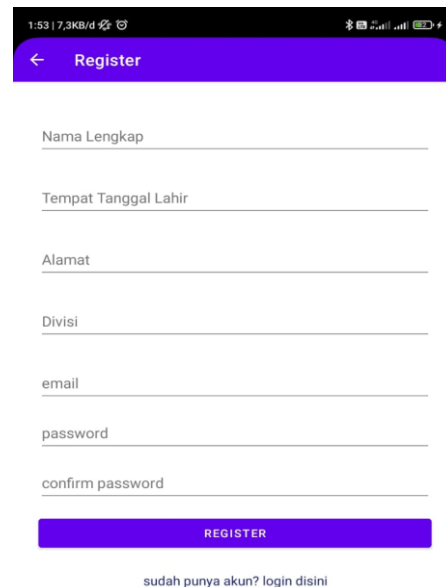 1:53 | 7,3KB/d
Register
Nama Lengkap
Tempat Tanggal Lahir
Alamat
Divisi
email
password
confirm password
REGISTER
sudah punya akun? login disini